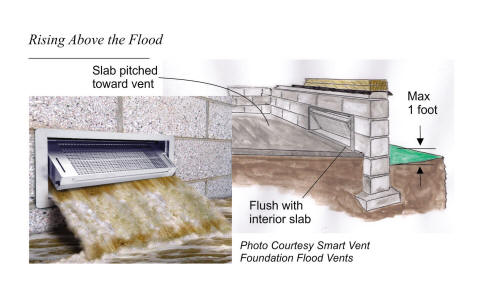 Rising Above the Flood
Slab pitched
toward vent
Max
1 foot
Flush with
interior slab
Photo Courtesy Smart Vent
Foundation Flood Vents